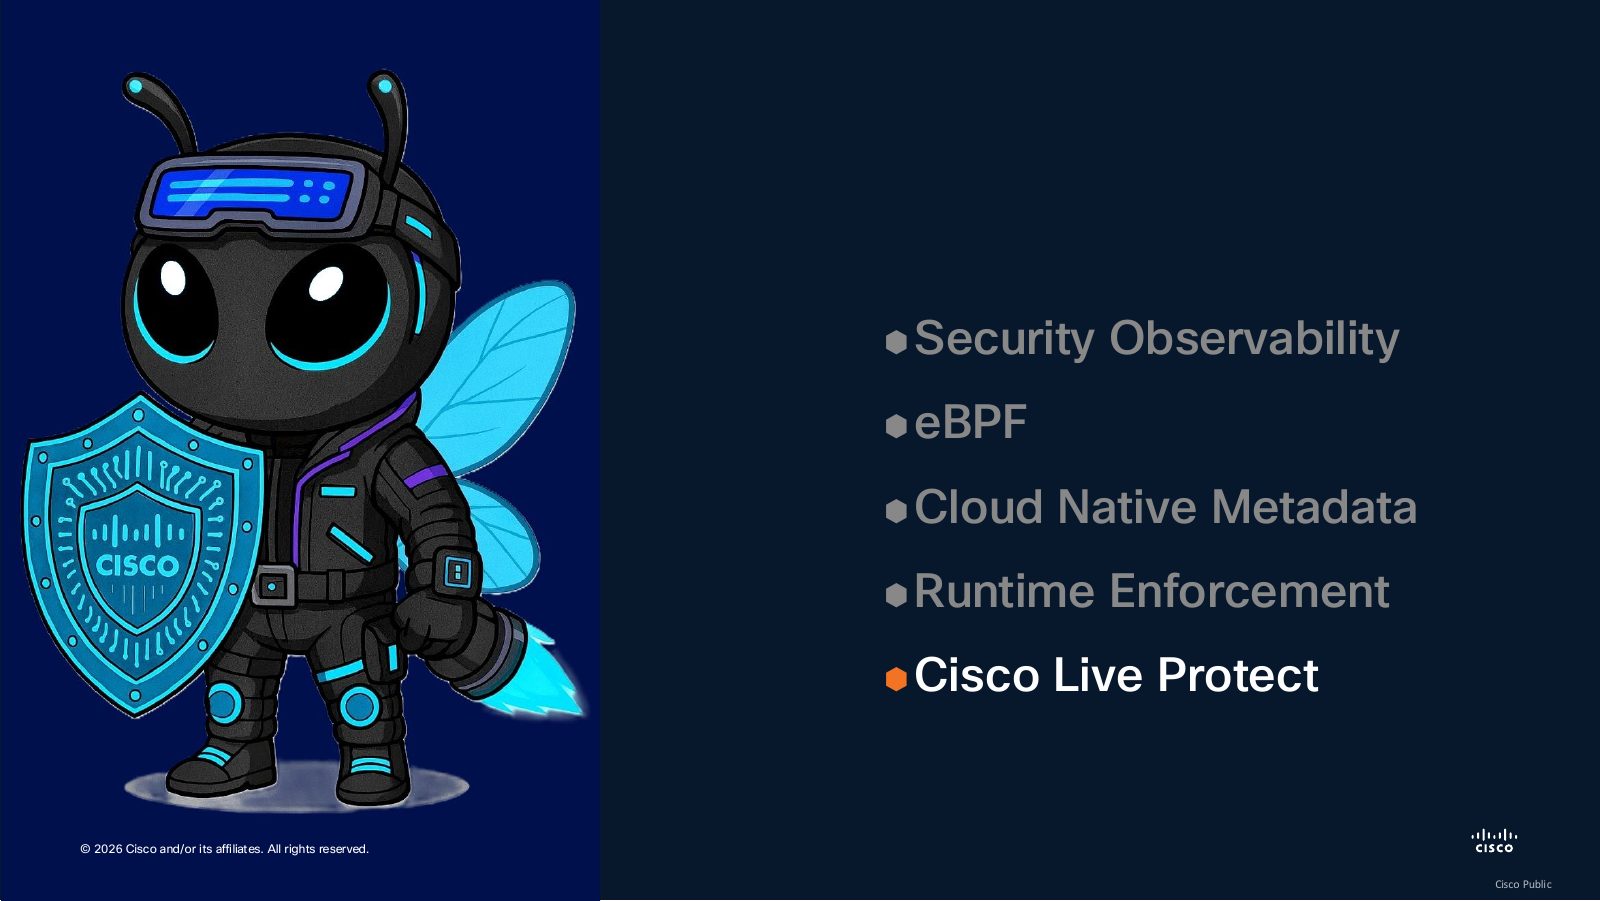 CISCO
Security Observability
eBPF
Cloud Native Metadata
Runtime Enforcement
Cisco Live Protect
© 2026 Cisco and/or its affiliates. All rights reserved.
CISCO
Cisco Public